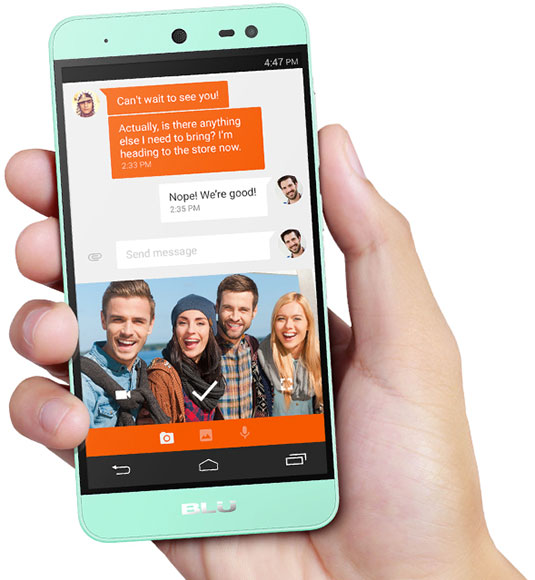 4:47 PM
Can't wait to see you!
Actually, is there anything
else I need to bring? I'm
heading to the store now.
2:33 PM
Nope! We're good!
2:35 PM
Send message
BLU